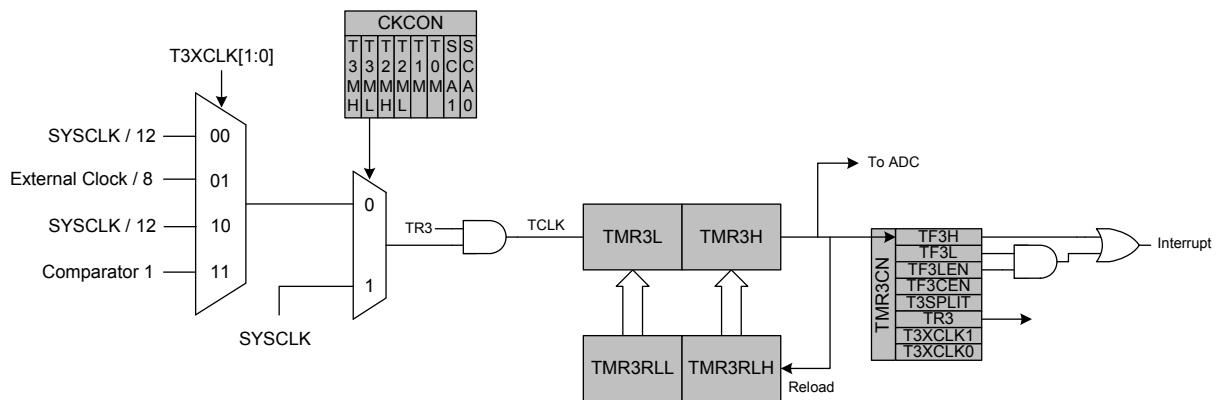 CKCON
T3MH T3ML T2MH T2ML T1M T0M SCA1 SCA0
T3XCLK[1:0]
SYSCLK / 12
00
External Clock / 8
01
SYSCLK / 12
10
Comparator 1
11
0
1
SYSCLK
TR3
TCLK
TMR3L
TMR3H
To ADC
TMR3RLL
TMR3RLH
Reload
TMR3CN
TF3H
TF3L
TF3LEN
TF3CEN
T3SPLIT
TR3
T3XCLK1
T3XCLK0
Interrupt